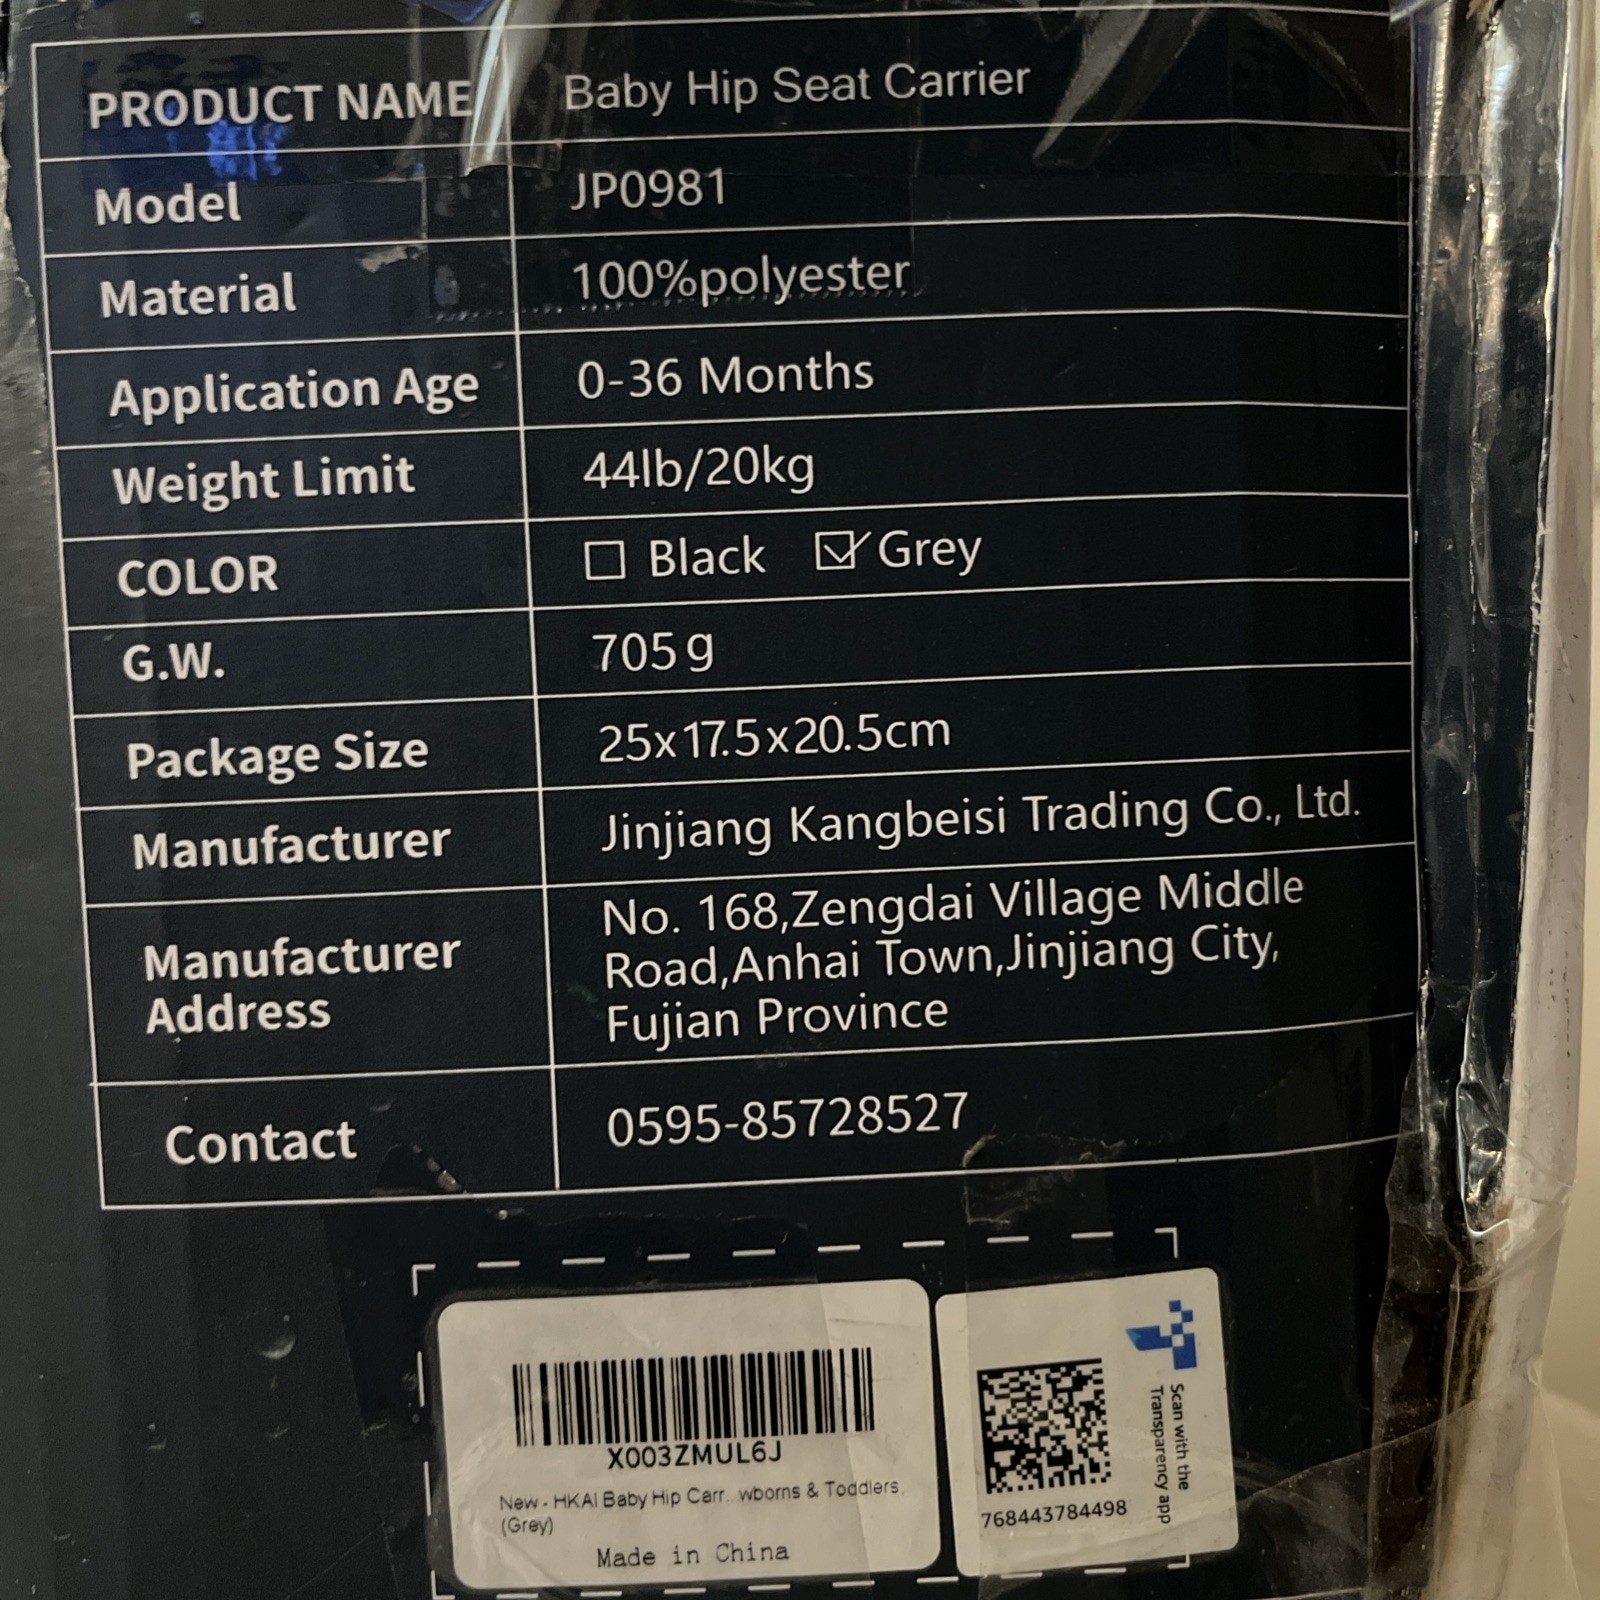 PRODUCT NAME Baby Hip Seat Carrier
Model JP0981
Material 100%polyester
Application Age 0-36 Months
Weight Limit 44lb/20kg
COLOR ☐ Black ☑ Grey
G.W. 705g
Package Size 25x17.5x20.5cm
Manufacturer Jinjiang Kangbeisi Trading Co., Ltd.
Manufacturer Address
No. 168,Zengdai Village Middle
Road,Anhai Town,Jinjiang City,
Fujian Province
Contact 0595-85728527
X003ZMUL6J
New - HKAI Baby Hip Carr...wborns & Toddlers,
(Grey)
Made in China
768443784498
Scan with the
Transparency app